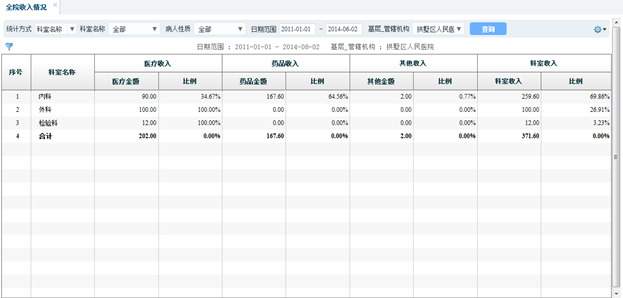 全院收入情况 ×
统计方式 科室名称 科室名称 全部 病人性质 全部 日期范围 2011-01-01 - 2014-06-02 基层_管辖机构 拱墅区人民医 查询
日期范围 : 2011-01-01 - 2014-06-02 基层_管辖机构 : 拱墅区人民医院
序号 科室名称 医疗收入 药品收入 其他收入 科室收入
医疗金额 比例 药品金额 比例 其他金额 比例 科室收入 比例
1 内科 90.00 34.67% 167.60 64.56% 2.00 0.77% 259.60 69.86%
2 外科 100.00 100.00% 0.00 0.00% 0.00 0.00% 100.00 26.91%
3 检验科 12.00 100.00% 0.00 0.00% 0.00 0.00% 12.00 3.23%
4 合计 202.00 0.00% 167.60 0.00% 2.00 0.00% 371.60 0.00%